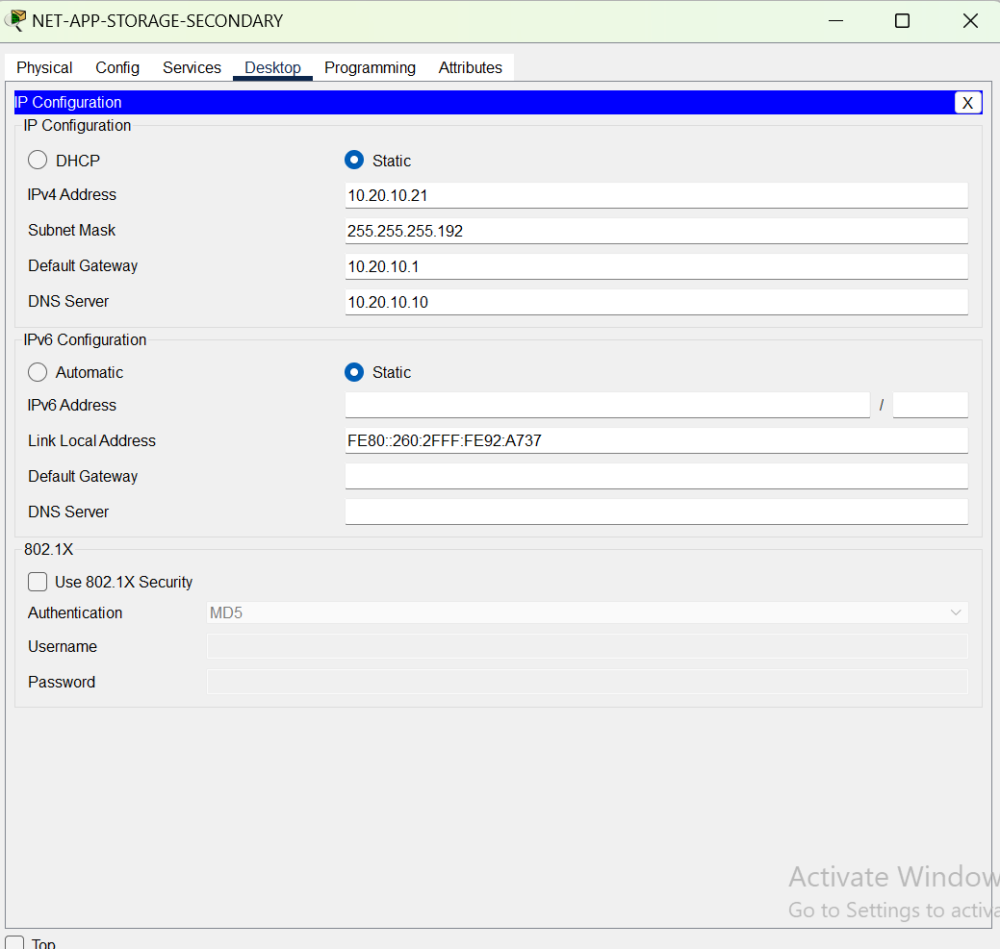 NET-APP-STORAGE-SECONDARY
Physical Config Services Desktop Programming Attributes
IP Configuration X
IP Configuration
DHCP Static
IPv4 Address 10.20.10.21
Subnet Mask 255.255.255.192
Default Gateway 10.20.10.1
DNS Server 10.20.10.10
IPv6 Configuration
Automatic Static
IPv6 Address /
Link Local Address FE80::260:2FFF:FE92:A737
Default Gateway
DNS Server
802.1X
Use 802.1X Security
Authentication MD5
Username
Password
Activate Window
Go to Settings to activa
Top